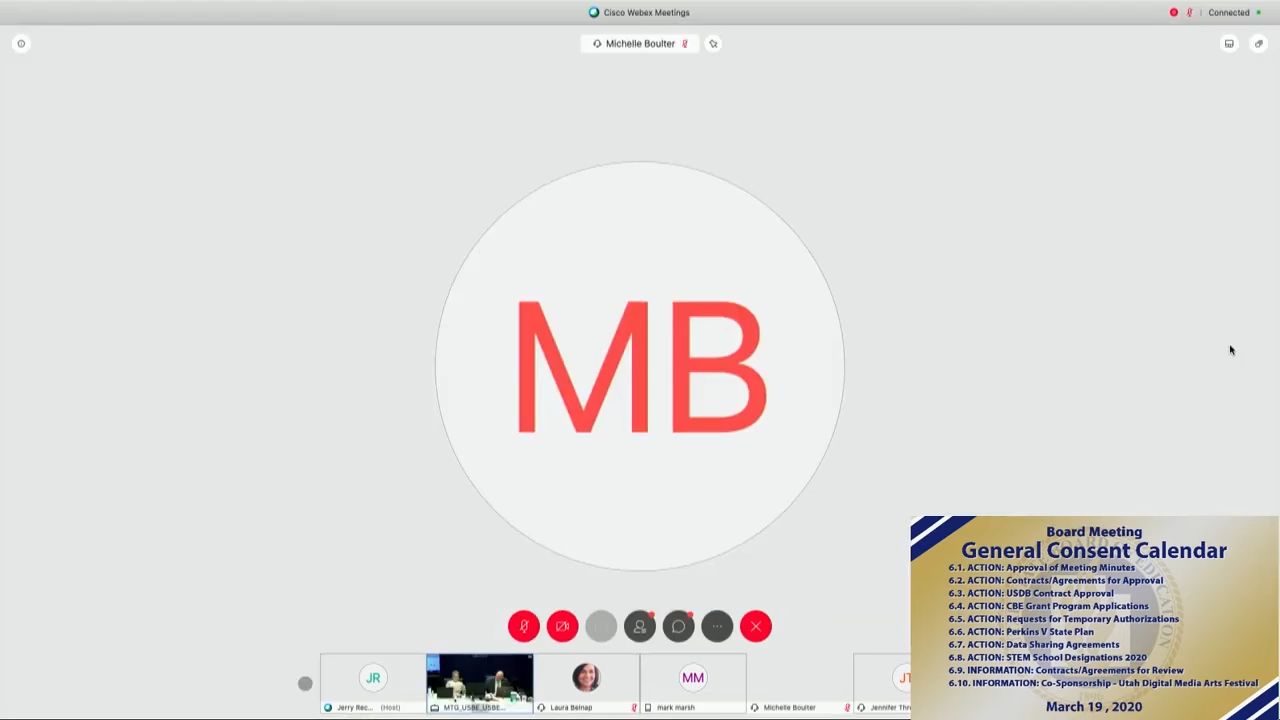 Cisco Webex Meetings
Connected
Michelle Boulter
MB
Board Meeting
General Consent Calendar
6.1. ACTION: Approval of Meeting Minutes
6.2. ACTION: Contracts/Agreements for Approval
6.3. ACTION: USDB Contract Approval
6.4. ACTION: CBE Grant Program Applications
6.5. ACTION: Requests for Temporary Authorizations
6.6. ACTION: Perkins V State Plan
6.7. ACTION: Data Sharing Agreements
6.8. ACTION: STEM School Designations 2020
6.9. INFORMATION: Contracts/Agreements for Review
6.10. INFORMATION: Co-Sponsorship - Utah Digital Media Arts Festival
March 19 , 2020
JR
MM
JT
Jerry Rec... (Host)
MTG_USBE_USBE...
Laura Belnap
mark marsh
Michelle Boulter
Jennifer Thr